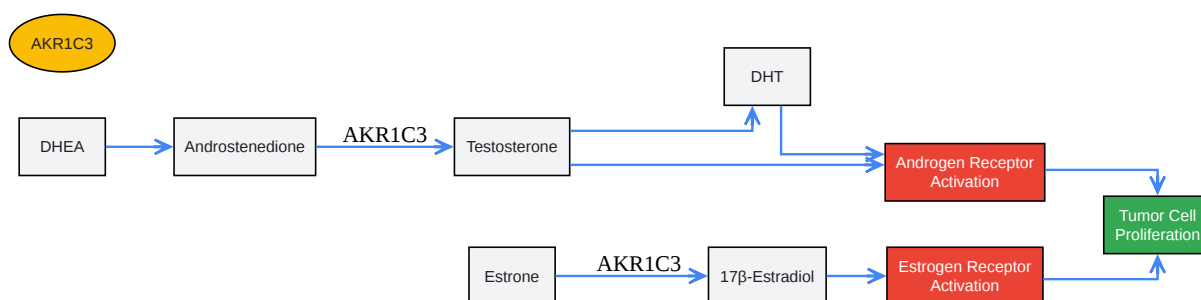 AKR1C3
DHT
DHEA
Androstenedione
AKR1C3
Testosterone
Androgen Receptor
Activation
Tumor Cell
Proliferation
Estrone
AKR1C3
17β-Estradiol
Estrogen Receptor
Activation